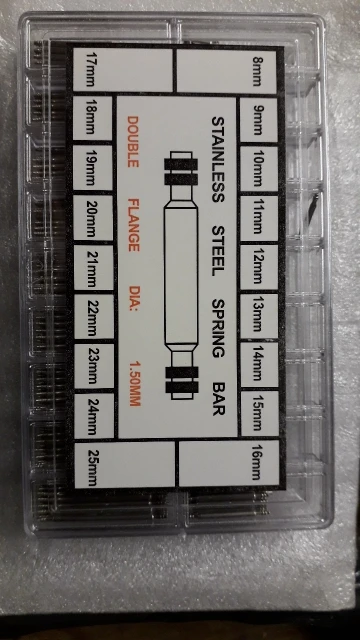 8mm
9mm
10mm
11mm
12mm
13mm
14mm
15mm
16mm
STAINLESS STEEL SPRING BAR
DOUBLE FLANGE DIA: 1.50MM
17mm
18mm
19mm
20mm
21mm
22mm
23mm
24mm
25mm